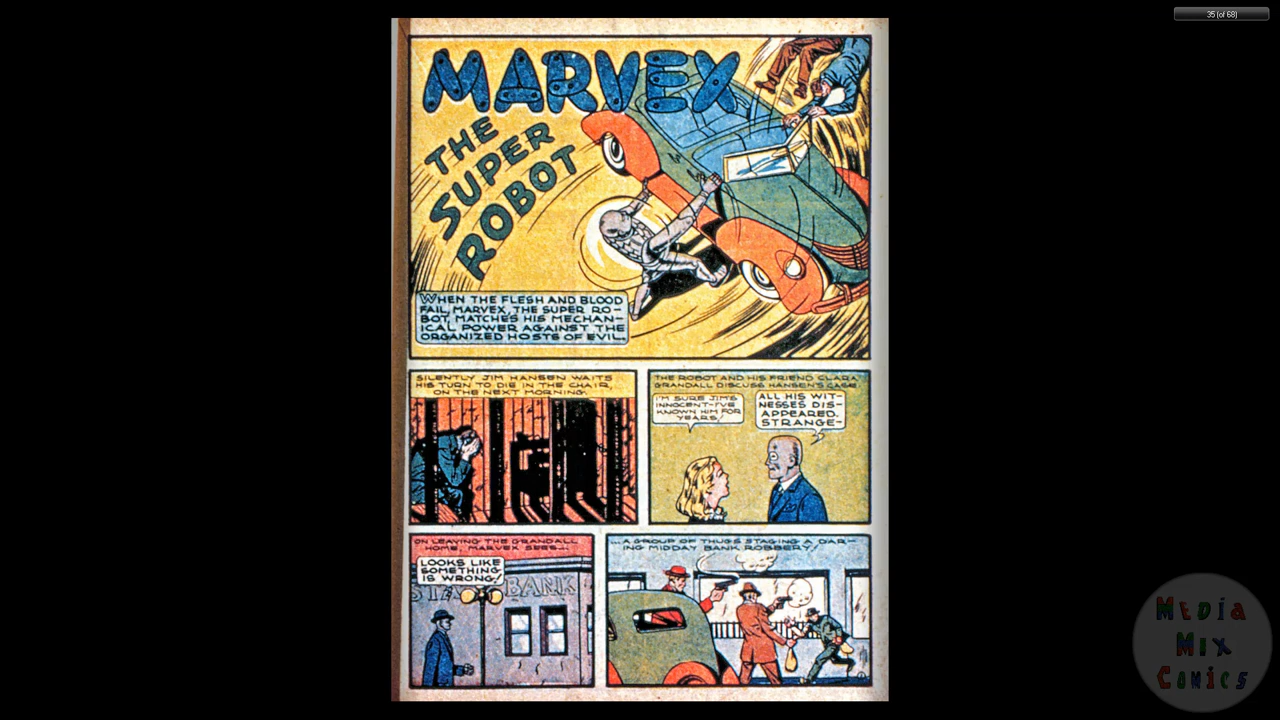 35 (of 68)
MARVEX
THE
SUPER
ROBOT
WHEN THE FLESH AND BLOOD
FAIL, MARVEX, THE SUPER RO-
BOT, MATCHES HIS MECHAN-
ICAL POWER AGAINST THE
ORGANIZED HOSTS OF EVIL.
SILENTLY JIM HANSEN WAITS
HIS TURN TO DIE IN THE CHAIR,
ON THE NEXT MORNING.
THE ROBOT AND HIS FRIEND CLARA
CRANDALL DISCUSS HANSEN'S CASE.
I'M SURE JIM'S
INNOCENT-I'VE
KNOWN HIM FOR
YEARS!
ALL HIS WIT-
NESSES DIS-
APPEARED.
STRANGE-
ON LEAVING THE CRANDALL
HOME, MARVEX SEES...
LOOKS LIKE
SOMETHING
IS WRONG!
BANK
...A GROUP OF THUGS STAGING A DAR-
ING MIDDAY BANK ROBBERY!
MEDiA
MiX
COMiCS